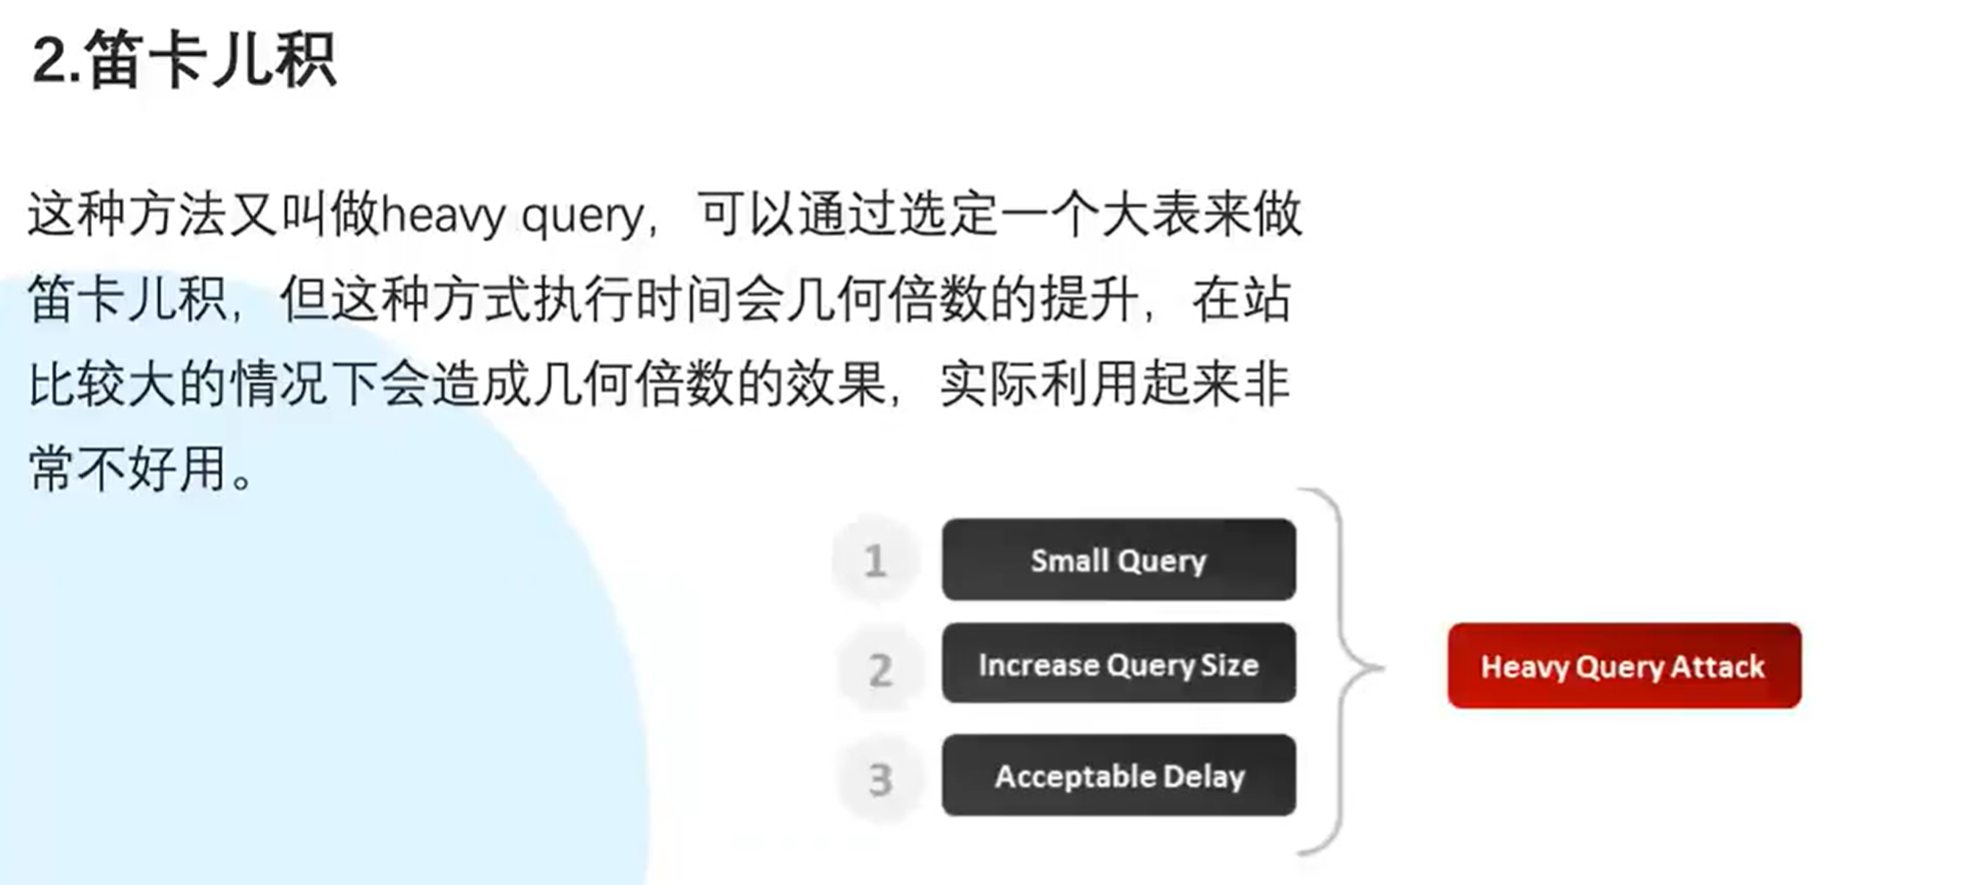 2.笛卡儿积
这种方法又叫做heavy query，可以通过选定一个大表来做
笛卡儿积，但这种方式执行时间会几何倍数的提升，在站
比较大的情况下会造成几何倍数的效果，实际利用起来非
常不好用。
1 Small Query
2 Increase Query Size
3 Acceptable Delay
Heavy Query Attack